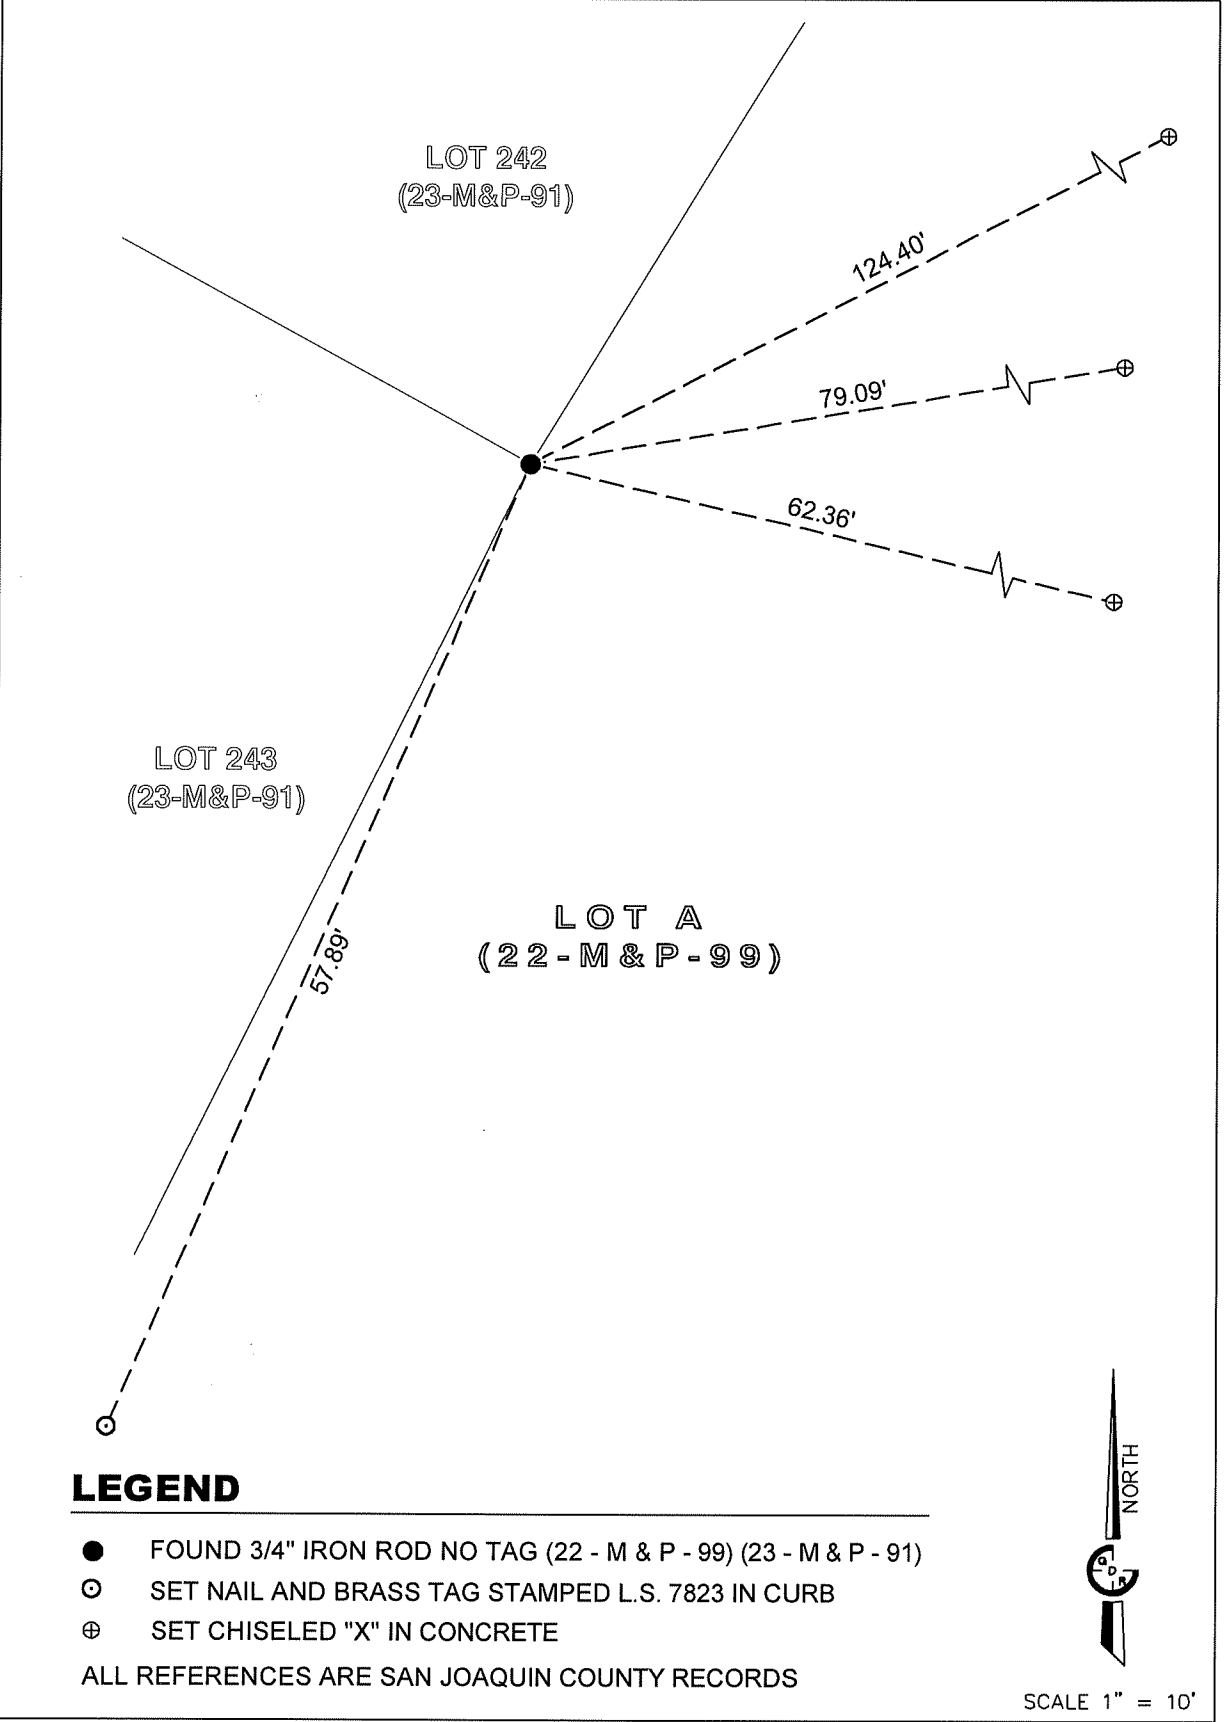 LOT 242
(23-M&P-91)
124.40'
79.09'
62.36'
LOT 243
(23-M&P-91)
LOT A
(22-M&P-99)
57.89'
LEGEND
FOUND 3/4" IRON ROD NO TAG (22 - M & P - 99) (23 - M & P - 91)
SET NAIL AND BRASS TAG STAMPED L.S. 7823 IN CURB
SET CHISELED "X" IN CONCRETE
ALL REFERENCES ARE SAN JOAQUIN COUNTY RECORDS
NORTH
G D R
SCALE 1" = 10'